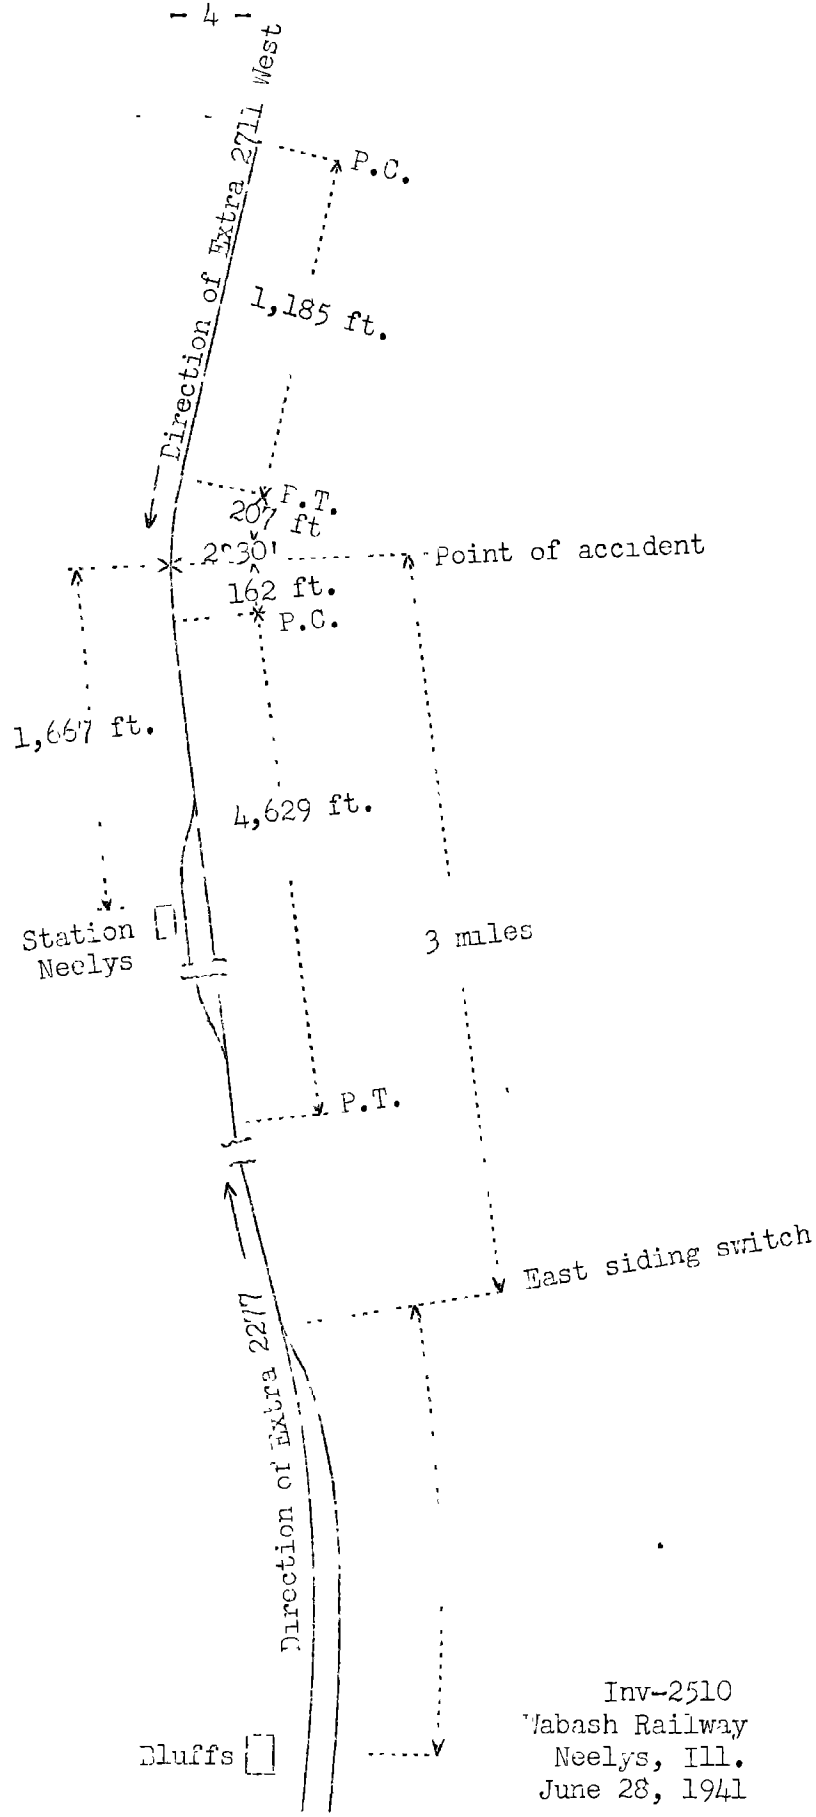 - 4 -
Direction of Extra 2711 West
P.C.
1,185 ft.
P.T.
207 ft
2°30'
Point of accident
162 ft.
P.C.
1,667 ft.
4,629 ft.
Station
Neelys
3 miles
P.T.
East siding switch
Direction of Extra 2277
Bluffs
Inv-2510
Wabash Railway
Neelys, Ill.
June 28, 1941